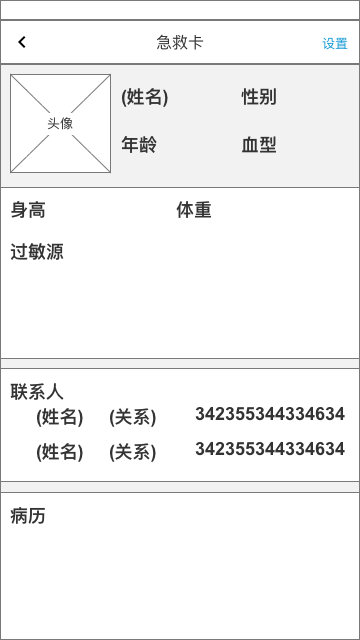 急救卡 设置
头像
(姓名) 性别
年龄 血型
身高 体重
过敏源
联系人
(姓名) (关系) 342355344334634
(姓名) (关系) 342355344334634
病历